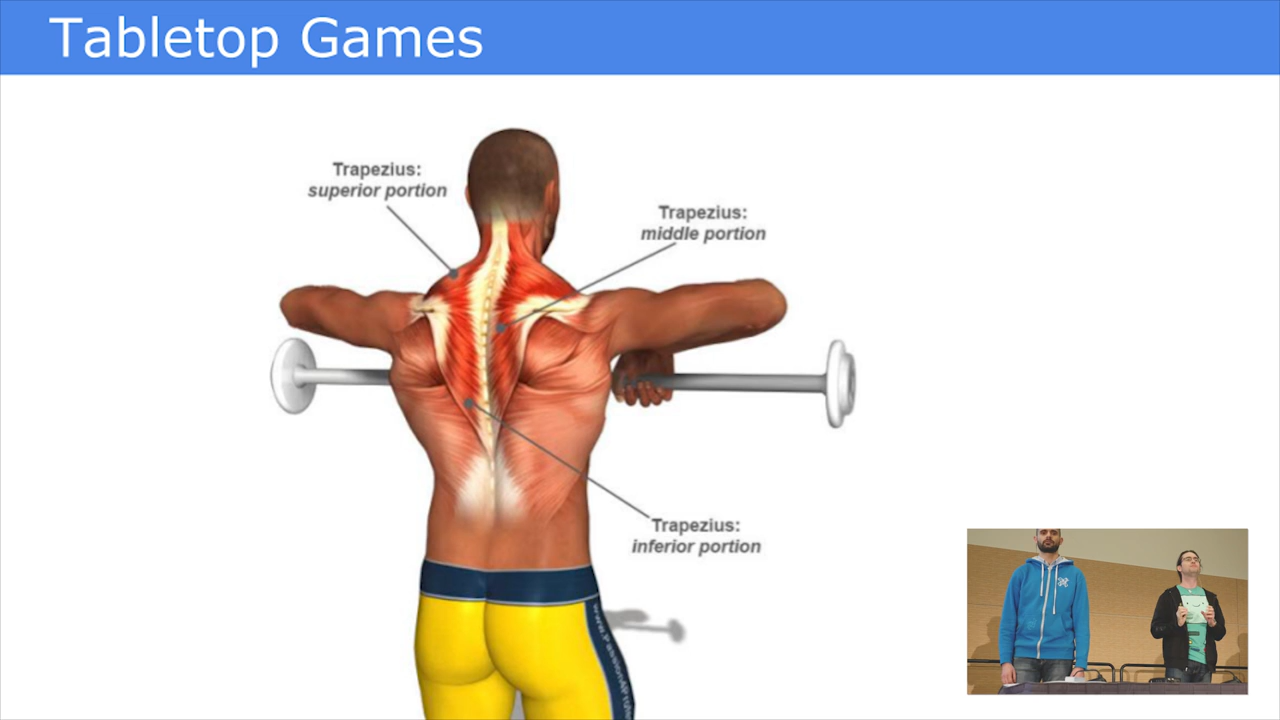 Tabletop Games
Trapezius:
superior portion
Trapezius:
middle portion
Trapezius:
inferior portion